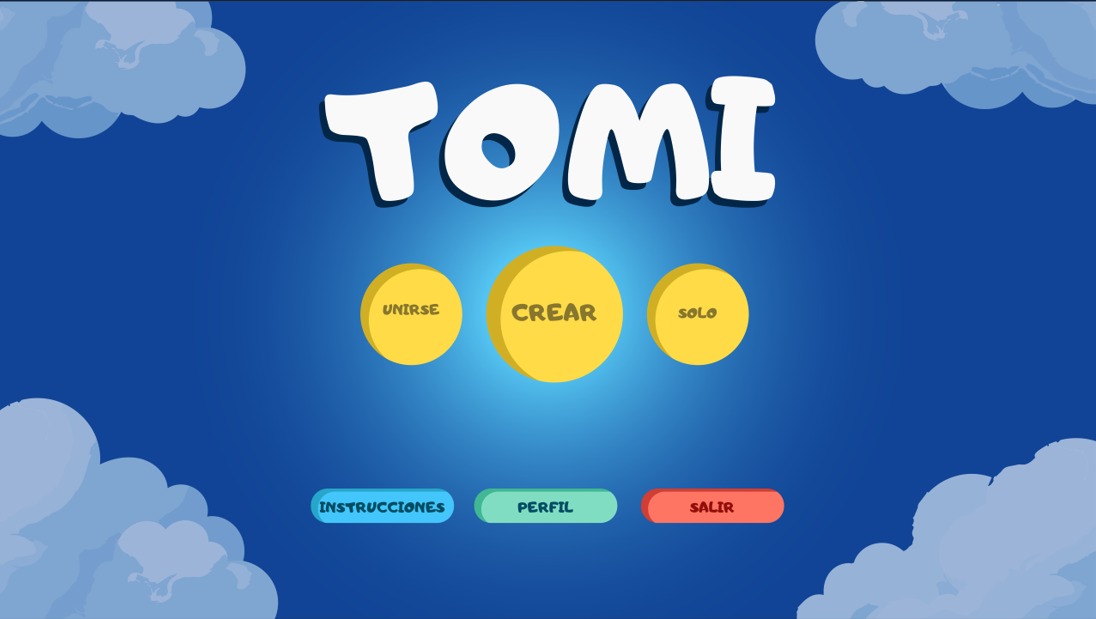 TOMI
UNIRSE
CREAR
SOLO
INSTRUCCIONES
PERFIL
SALIR